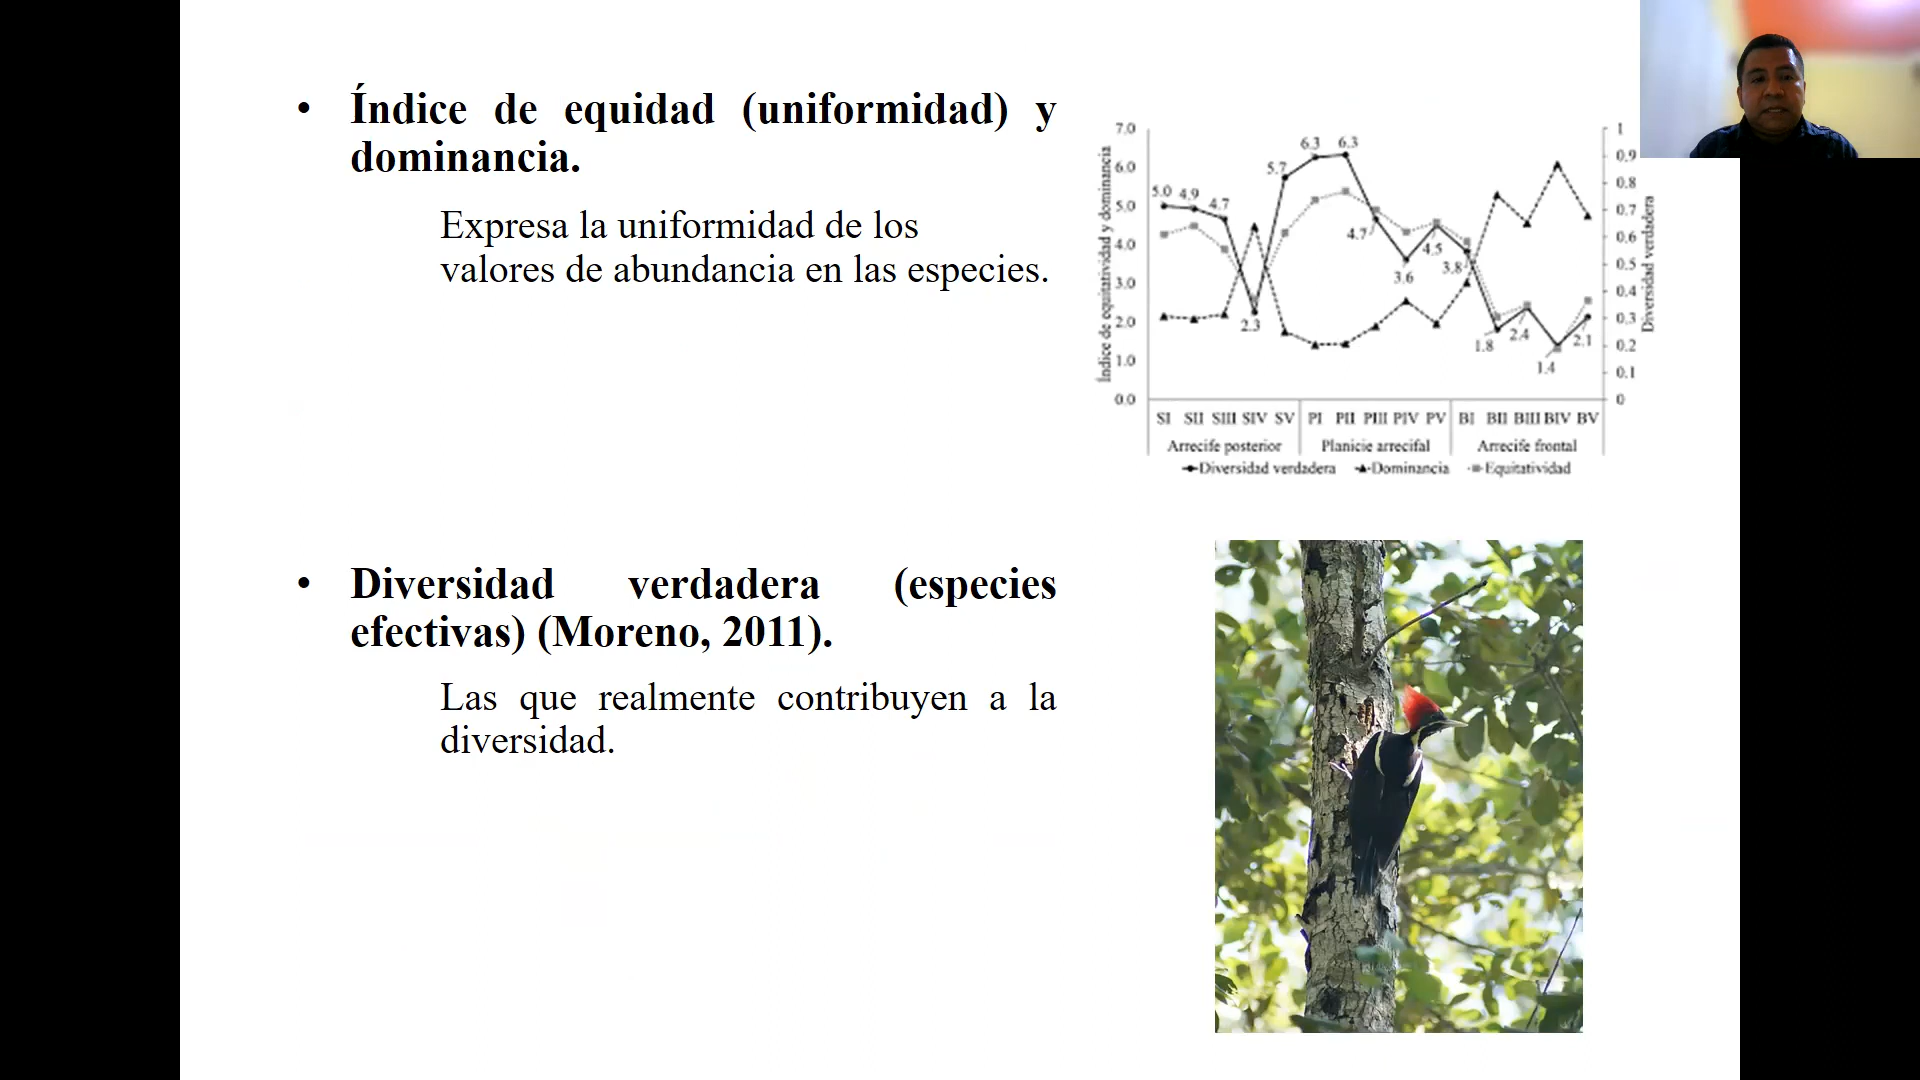 • Índice de equidad (uniformidad) y
dominancia.
Expresa la uniformidad de los
valores de abundancia en las especies.
• Diversidad verdadera (especies
efectivas) (Moreno, 2011).
Las que realmente contribuyen a la
diversidad.
Índice de equitatividad y dominancia
7.0
6.0
5.0
4.0
3.0
2.0
1.0
0.0
5.0 4.9 4.7 2.3 5.7 6.3 6.3 4.7 3.6 4.5 3.8 1.8 2.4 1.4 2.1
1
0.9
0.8
0.7
0.6
0.5
0.4
0.3
0.2
0.1
0
Diversidad verdadera
SI SII SIII SIV SV PI PII PIII PIV PV BI BII BIII BIV BV
Arrecife posterior Planicie arrecifal Arrecife frontal
Diversidad verdadera Dominancia Equitatividad